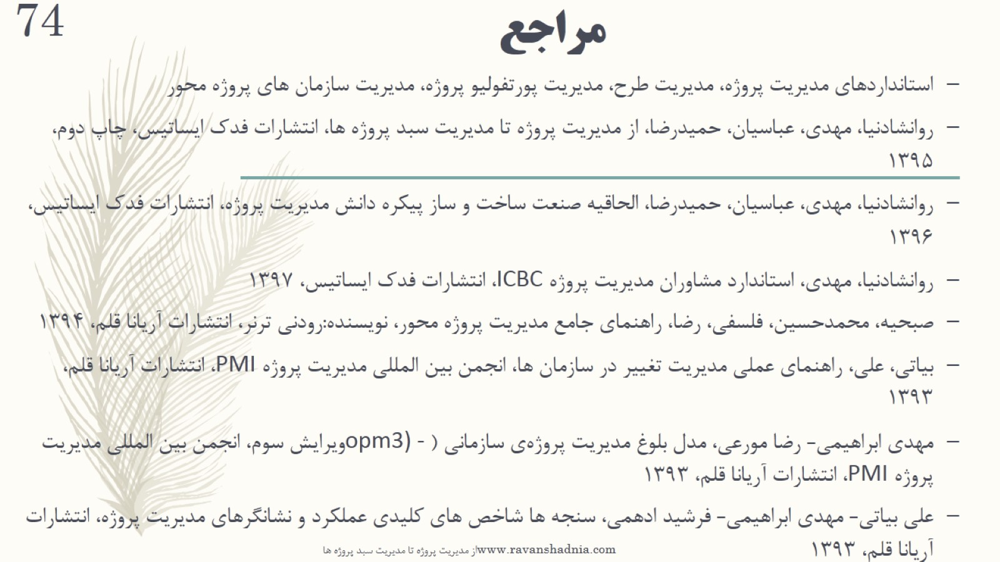 74
مراجع
– استانداردهای مدیریت پروژه، مدیریت طرح، مدیریت پورتفولیو پروژه، مدیریت سازمان های پروژه محور
– روانشادنیا، مهدی، عباسیان، حمیدرضا، از مدیریت پروژه تا مدیریت سبد پروژه ها، انتشارات فدک ایساتیس، چاپ دوم،
۱۳۹۵
– روانشادنیا، مهدی، عباسیان، حمیدرضا، الحاقیه صنعت ساخت و ساز پیکره دانش مدیریت پروژه، انتشارات فدک ایساتیس،
۱۳۹۶
– روانشادنیا، مهدی، استاندارد مشاوران مدیریت پروژه ICBC، انتشارات فدک ایساتیس، ۱۳۹۷
– صبحیه، محمدحسین، فلسفی، رضا، راهنمای جامع مدیریت پروژه محور، نویسنده:رودنی ترنر، انتشارات آریانا قلم، ۱۳۹۴
– بیاتی، علی، راهنمای عملی مدیریت تغییر در سازمان ها، انجمن بین المللی مدیریت پروژه PMI، انتشارات آریانا قلم،
۱۳۹۳
– مهدی ابراهیمی- رضا مورعی، مدل بلوغ مدیریت پروژه‌ی سازمانی ( - (opm3ویرایش سوم، انجمن بین المللی مدیریت
پروژه PMI، انتشارات آریانا قلم، ۱۳۹۳
– علی بیاتی- مهدی ابراهیمی- فرشید ادهمی، سنجه ها شاخص های کلیدی عملکرد و نشانگرهای مدیریت پروژه، انتشارات
آریانا قلم، ۱۳۹۳
www.ravanshadnia.comاز مدیریت پروژه تا مدیریت سبد پروژه ها